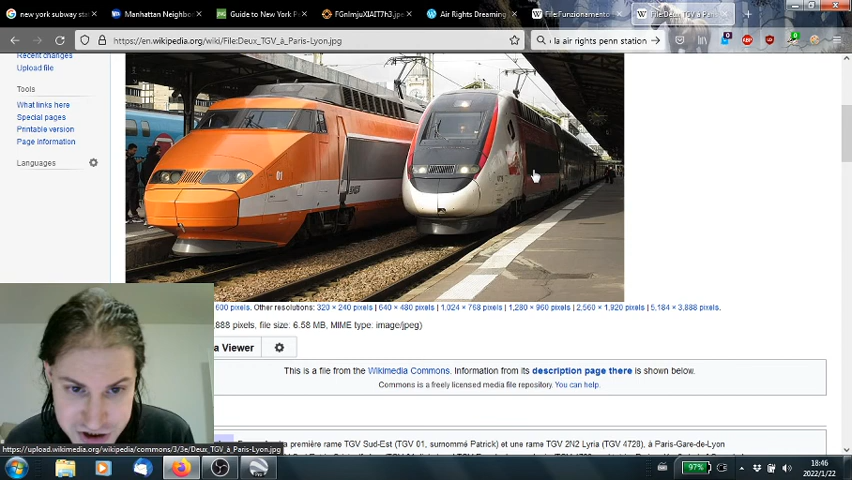 new york subway sta
Manhattan Neighbor
Guide to New York P
FGnImjuXIAIT7h3.jpe
Air Rights Dreaming
File:Funzionamento
File:Deux TGV à Paris
https://en.wikipedia.org/wiki/File:Deux_TGV_à_Paris-Lyon.jpg
la air rights penn station
Recent changes
Upload file
Tools
What links here
Special pages
Printable version
Page information
Languages
600 pixels. Other resolutions: 320 × 240 pixels | 640 × 480 pixels | 1,024 × 768 pixels | 1,280 × 960 pixels | 2,560 × 1,920 pixels | 5,184 × 3,888 pixels.
,888 pixels, file size: 6.58 MB, MIME type: image/jpeg)
a Viewer
This is a file from the Wikimedia Commons. Information from its description page there is shown below.
Commons is a freely licensed media file repository. You can help.
première rame TGV Sud-Est (TGV 01, surnommé Patrick) et une rame TGV 2N2 Lyria (TGV 4728), à Paris-Gare-de-Lyon
https://upload.wikimedia.org/wikipedia/commons/3/3e/Deux_TGV_à_Paris-Lyon.jpg
97%
18:46
2022/1/22